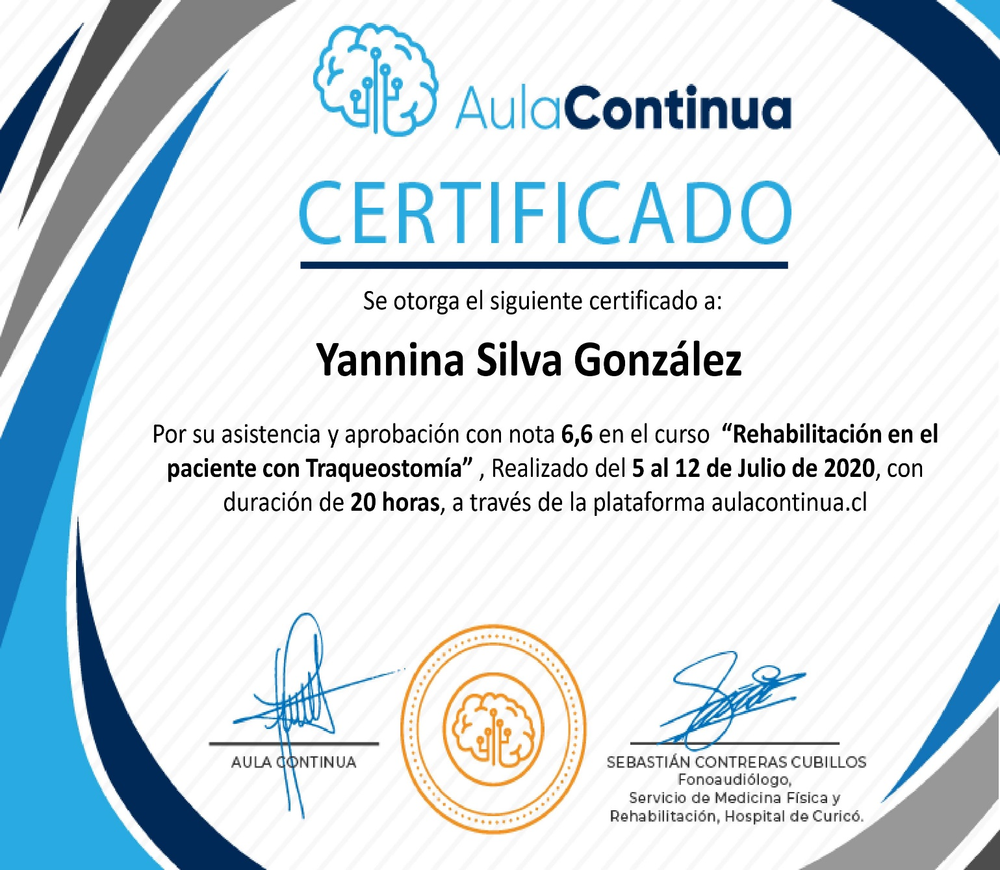 AulaContinua
CERTIFICADO
Se otorga el siguiente certificado a:
Yannina Silva González
Por su asistencia y aprobación con nota 6,6 en el curso “Rehabilitación en el
paciente con Traqueostomía” , Realizado del 5 al 12 de Julio de 2020, con
duración de 20 horas, a través de la plataforma aulacontinua.cl
AULA CONTINUA
SEBASTIÁN CONTRERAS CUBILLOS
Fonoaudiólogo,
Servicio de Medicina Física y
Rehabilitación, Hospital de Curicó.